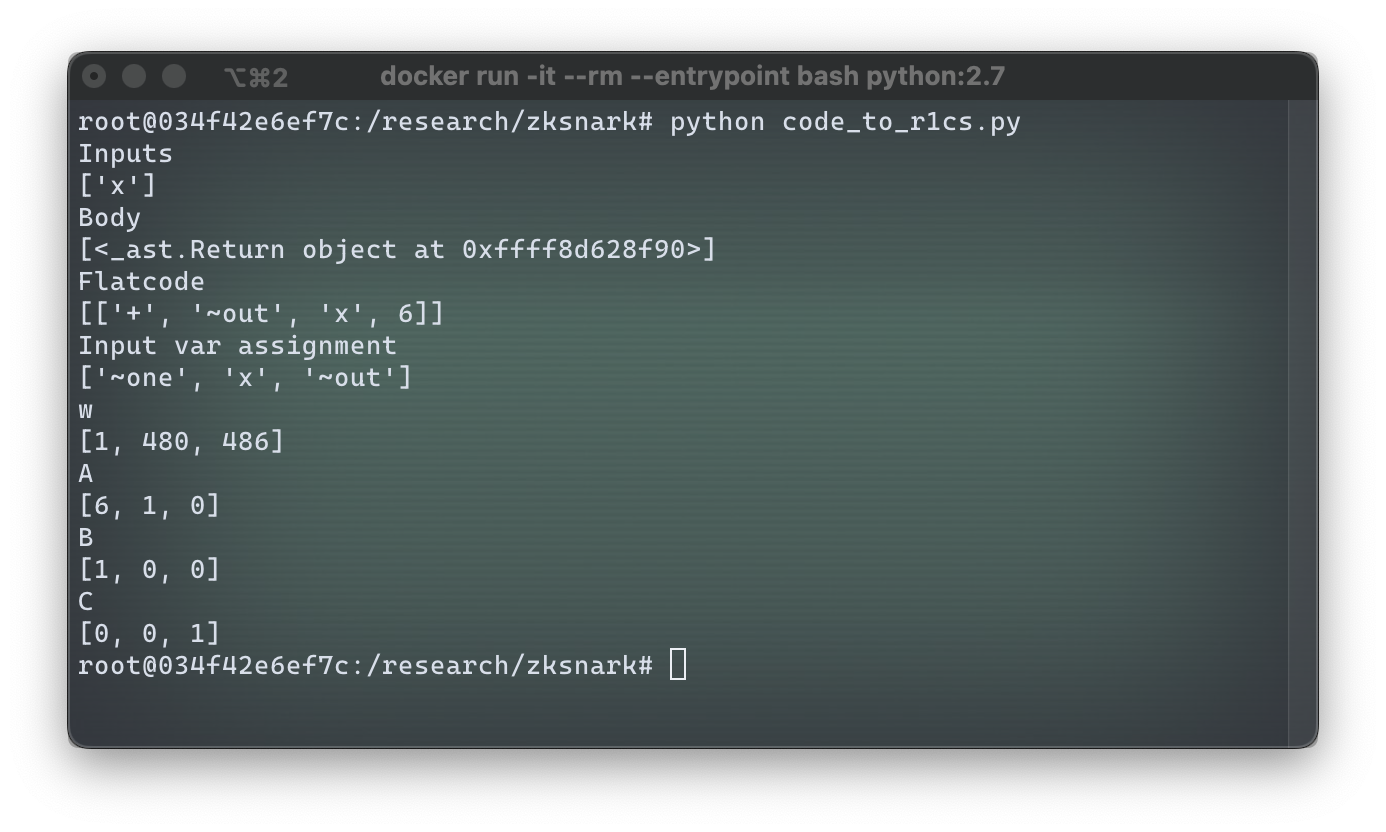 ⌥⌘2 docker run -it --rm --entrypoint bash python:2.7
root@034f42e6ef7c:/research/zksnark# python code_to_r1cs.py
Inputs
['x']
Body
[<_ast.Return object at 0xffff8d628f90>]
Flatcode
[['+', '~out', 'x', 6]]
Input var assignment
['~one', 'x', '~out']
w
[1, 480, 486]
A
[6, 1, 0]
B
[1, 0, 0]
C
[0, 0, 1]
root@034f42e6ef7c:/research/zksnark#